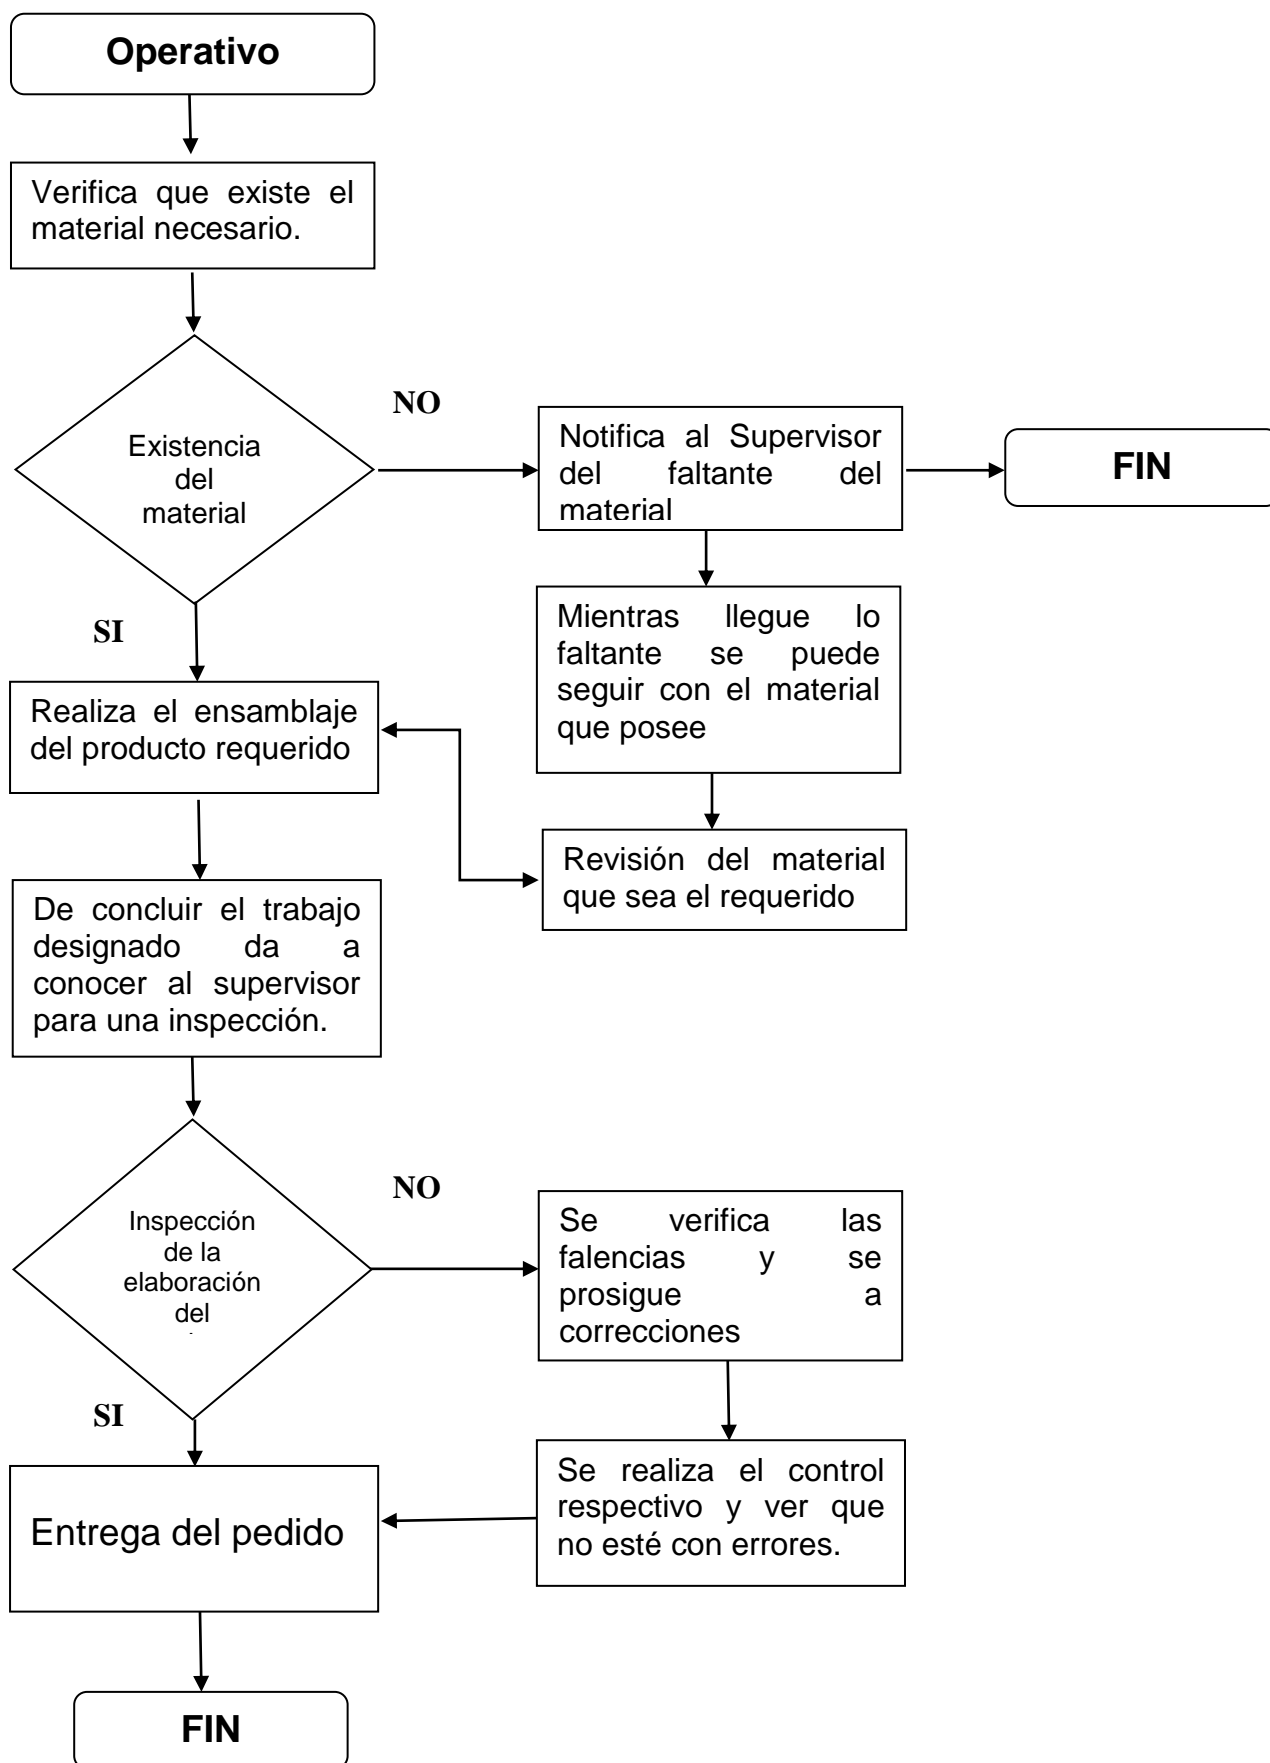 Operativo
Verifica que existe el
material necesario.
NO
Existencia
del
material
Notifica al Supervisor
del faltante del
material
FIN
SI
Mientras llegue lo
faltante se puede
seguir con el material
que posee
Realiza el ensamblaje
del producto requerido
Revisión del material
que sea el requerido
De concluir el trabajo
designado da a
conocer al supervisor
para una inspección.
NO
Inspección
de la
elaboración
del
Se verifica las
falencias y se
prosigue a
correcciones
SI
Se realiza el control
respectivo y ver que
no esté con errores.
Entrega del pedido
FIN